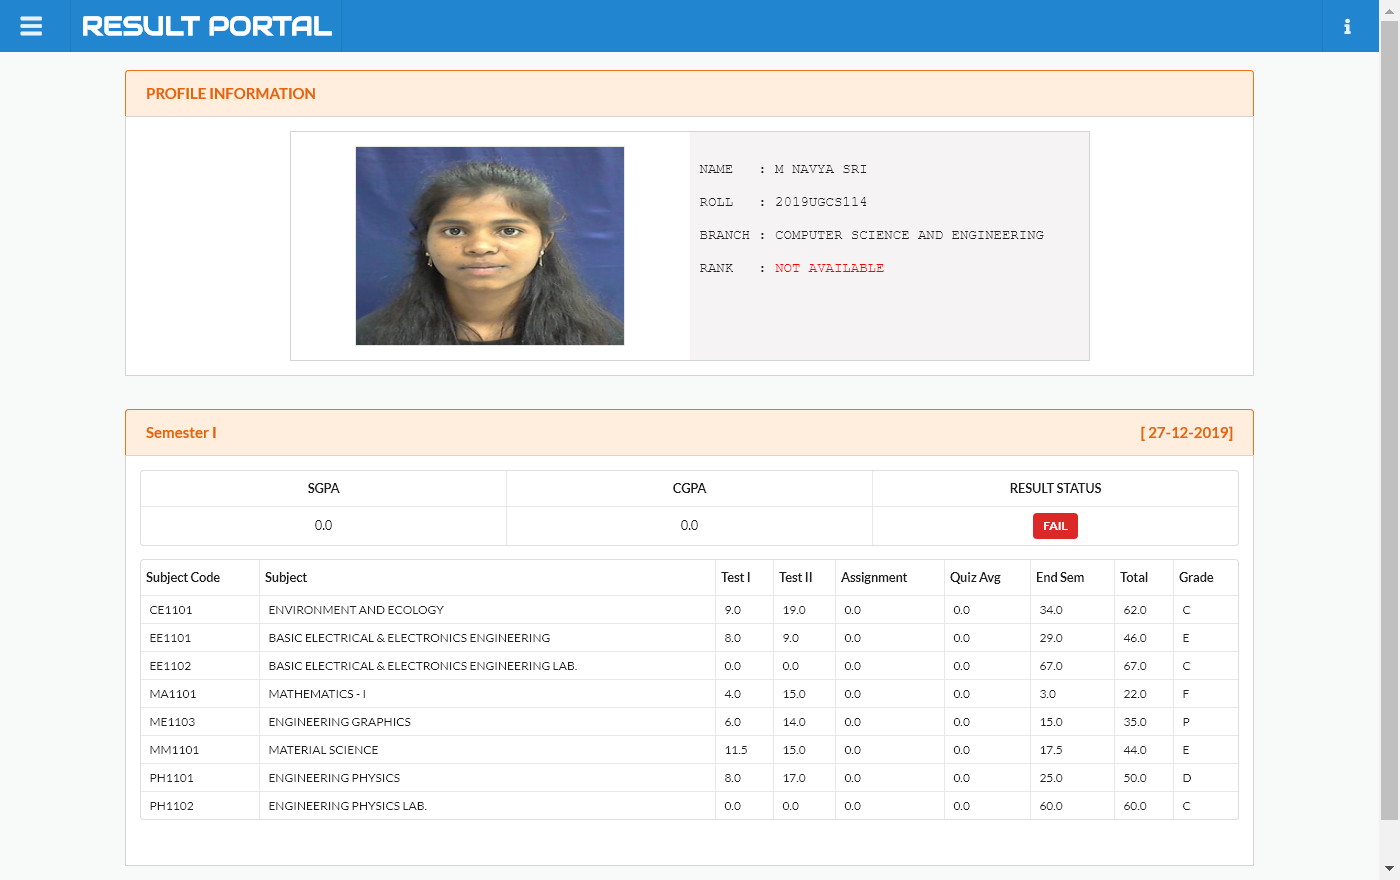 RESULT PORTAL
PROFILE INFORMATION
NAME : M NAVYA SRI
ROLL : 2019UGCS114
BRANCH : COMPUTER SCIENCE AND ENGINEERING
RANK : NOT AVAILABLE
Semester I [ 27-12-2019]
SGPA CGPA RESULT STATUS
0.0 0.0 FAIL
Subject Code Subject Test I Test II Assignment Quiz Avg End Sem Total Grade
CE1101 ENVIRONMENT AND ECOLOGY 9.0 19.0 0.0 0.0 34.0 62.0 C
EE1101 BASIC ELECTRICAL & ELECTRONICS ENGINEERING 8.0 9.0 0.0 0.0 29.0 46.0 E
EE1102 BASIC ELECTRICAL & ELECTRONICS ENGINEERING LAB. 0.0 0.0 0.0 0.0 67.0 67.0 C
MA1101 MATHEMATICS - I 4.0 15.0 0.0 0.0 3.0 22.0 F
ME1103 ENGINEERING GRAPHICS 6.0 14.0 0.0 0.0 15.0 35.0 P
MM1101 MATERIAL SCIENCE 11.5 15.0 0.0 0.0 17.5 44.0 E
PH1101 ENGINEERING PHYSICS 8.0 17.0 0.0 0.0 25.0 50.0 D
PH1102 ENGINEERING PHYSICS LAB. 0.0 0.0 0.0 0.0 60.0 60.0 C